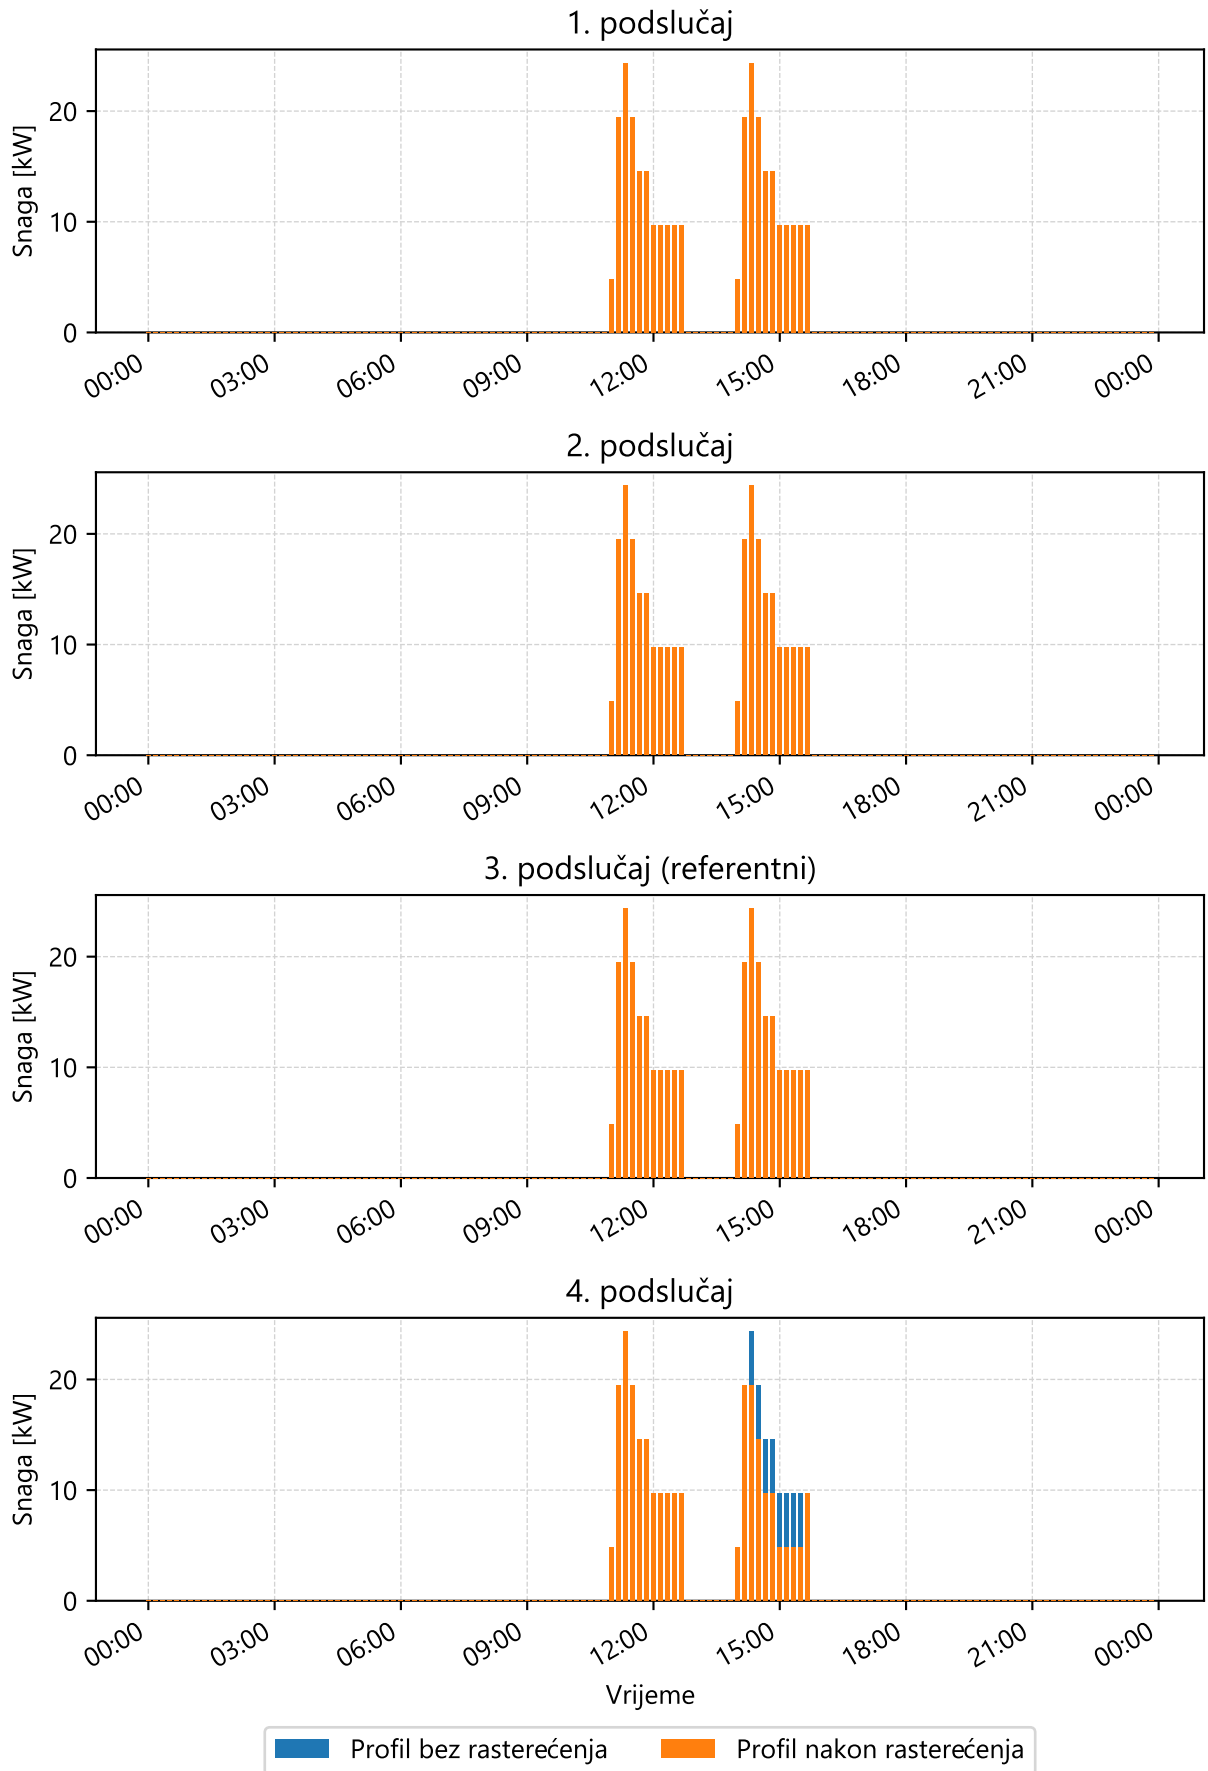 1. podslučaj
Snaga [kW]
20
10
0
00:00 03:00 06:00 09:00 12:00 15:00 18:00 21:00 00:00
2. podslučaj
Snaga [kW]
20
10
0
00:00 03:00 06:00 09:00 12:00 15:00 18:00 21:00 00:00
3. podslučaj (referentni)
Snaga [kW]
20
10
0
00:00 03:00 06:00 09:00 12:00 15:00 18:00 21:00 00:00
4. podslučaj
Snaga [kW]
20
10
0
00:00 03:00 06:00 09:00 12:00 15:00 18:00 21:00 00:00
Vrijeme
Profil bez rasterećenja Profil nakon rasterećenja